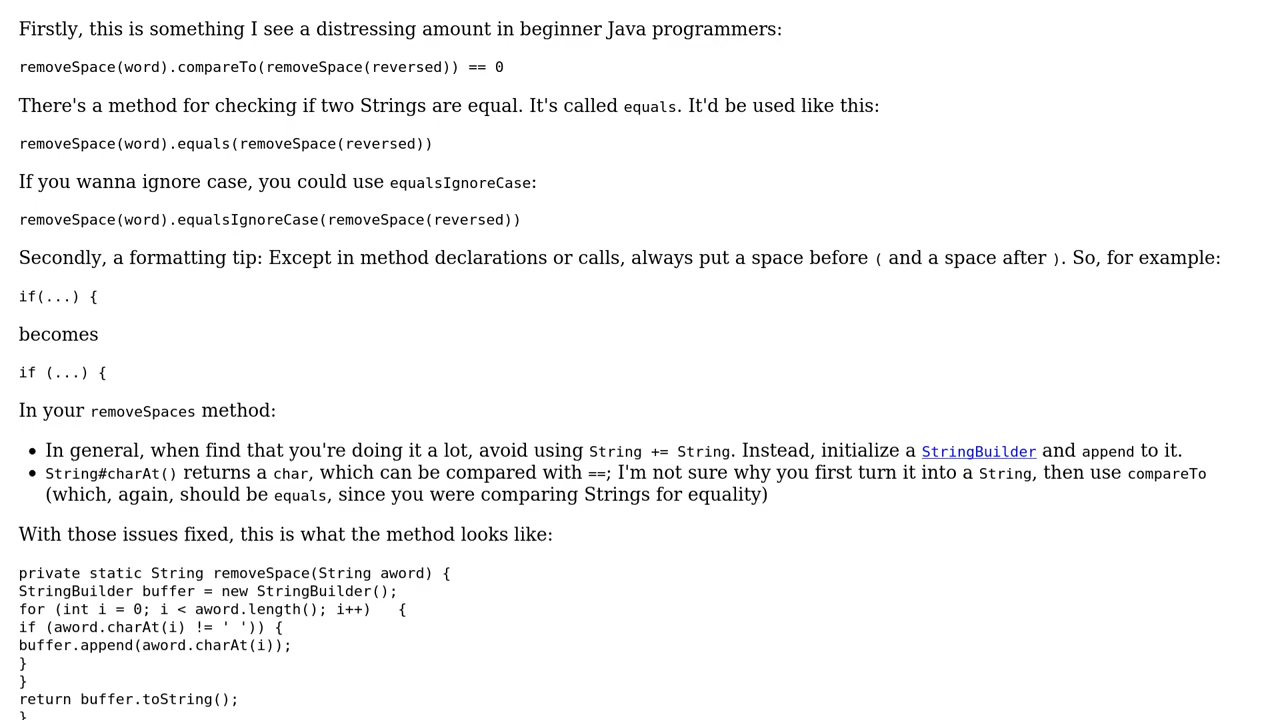 Firstly, this is something I see a distressing amount in beginner Java programmers:
removeSpace(word).compareTo(removeSpace(reversed)) == 0
There's a method for checking if two Strings are equal. It's called equals. It'd be used like this:
removeSpace(word).equals(removeSpace(reversed))
If you wanna ignore case, you could use equalsIgnoreCase:
removeSpace(word).equalsIgnoreCase(removeSpace(reversed))
Secondly, a formatting tip: Except in method declarations or calls, always put a space before ( and a space after ). So, for example:
if(...) {
becomes
if (...) {
In your removeSpaces method:
• In general, when find that you're doing it a lot, avoid using String += String. Instead, initialize a StringBuilder and append to it.
• String#charAt() returns a char, which can be compared with ==; I'm not sure why you first turn it into a String, then use compareTo
(which, again, should be equals, since you were comparing Strings for equality)
With those issues fixed, this is what the method looks like:
private static String removeSpace(String aword) {
StringBuilder buffer = new StringBuilder();
for (int i = 0; i < aword.length(); i++)   {
if (aword.charAt(i) != ' ')) {
buffer.append(aword.charAt(i));
}
}
return buffer.toString();
}